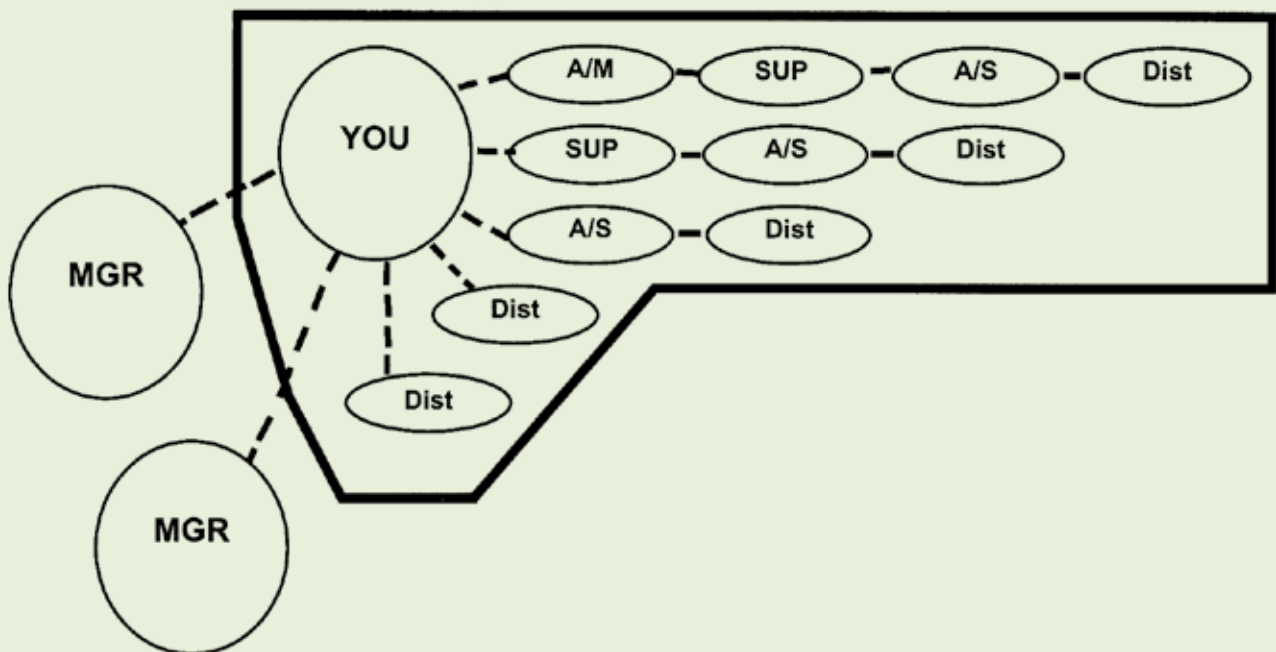 A/M SUP A/S Dist
YOU SUP A/S Dist
A/S Dist
MGR
Dist
Dist
MGR